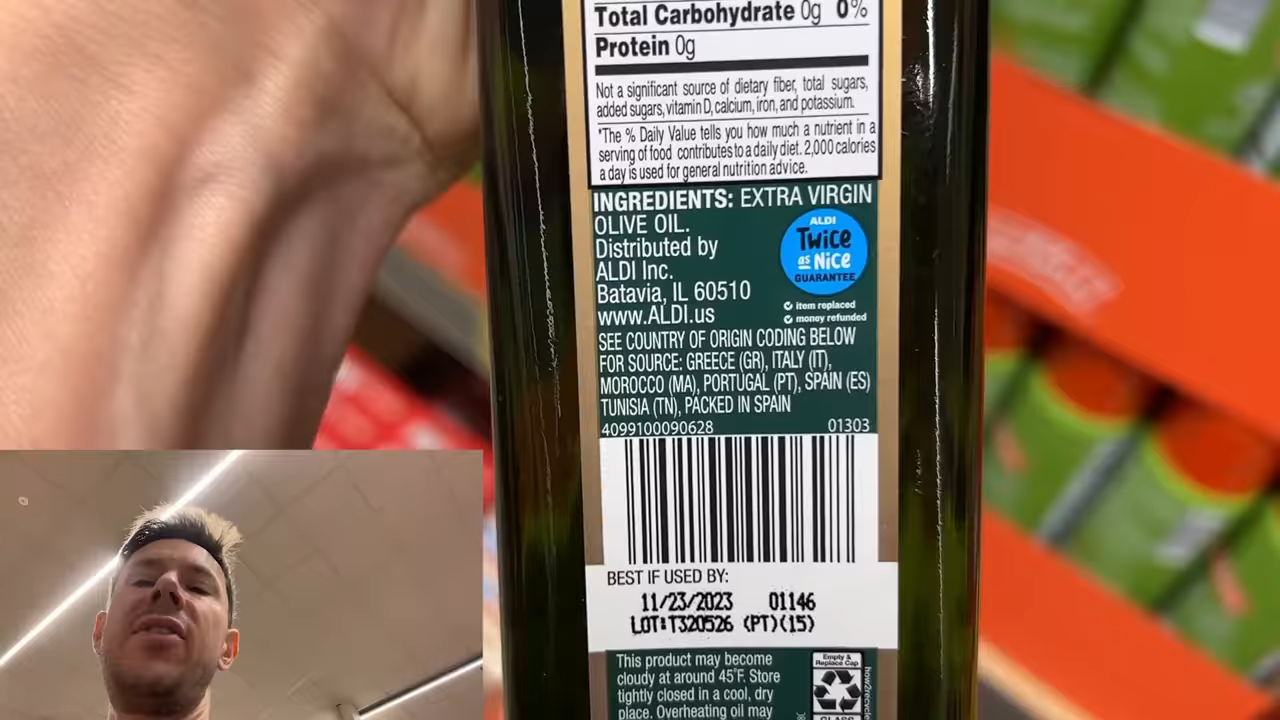 Total Carbohydrate 0g 0%
Protein 0g
Not a significant source of dietary fiber, total sugars,
added sugars, vitamin D, calcium, iron, and potassium.
*The % Daily Value tells you how much a nutrient in a
serving of food contributes to a daily diet. 2,000 calories
a day is used for general nutrition advice.
INGREDIENTS: EXTRA VIRGIN
OLIVE OIL.
Distributed by
ALDI Inc.
Batavia, IL 60510
www.ALDI.us
ALDI
Twice
as Nice
GUARANTEE
item replaced
money refunded
SEE COUNTRY OF ORIGIN CODING BELOW
FOR SOURCE: GREECE (GR), ITALY (IT),
MOROCCO (MA), PORTUGAL (PT), SPAIN (ES)
TUNISIA (TN), PACKED IN SPAIN
4099100090628 01303
BEST IF USED BY:
11/23/2023 01146
LOT:T320526 (PT)(15)
This product may become
cloudy at around 45°F. Store
tightly closed in a cool, dry
place. Overheating oil may
Empty &
Replace Cap
GLASS